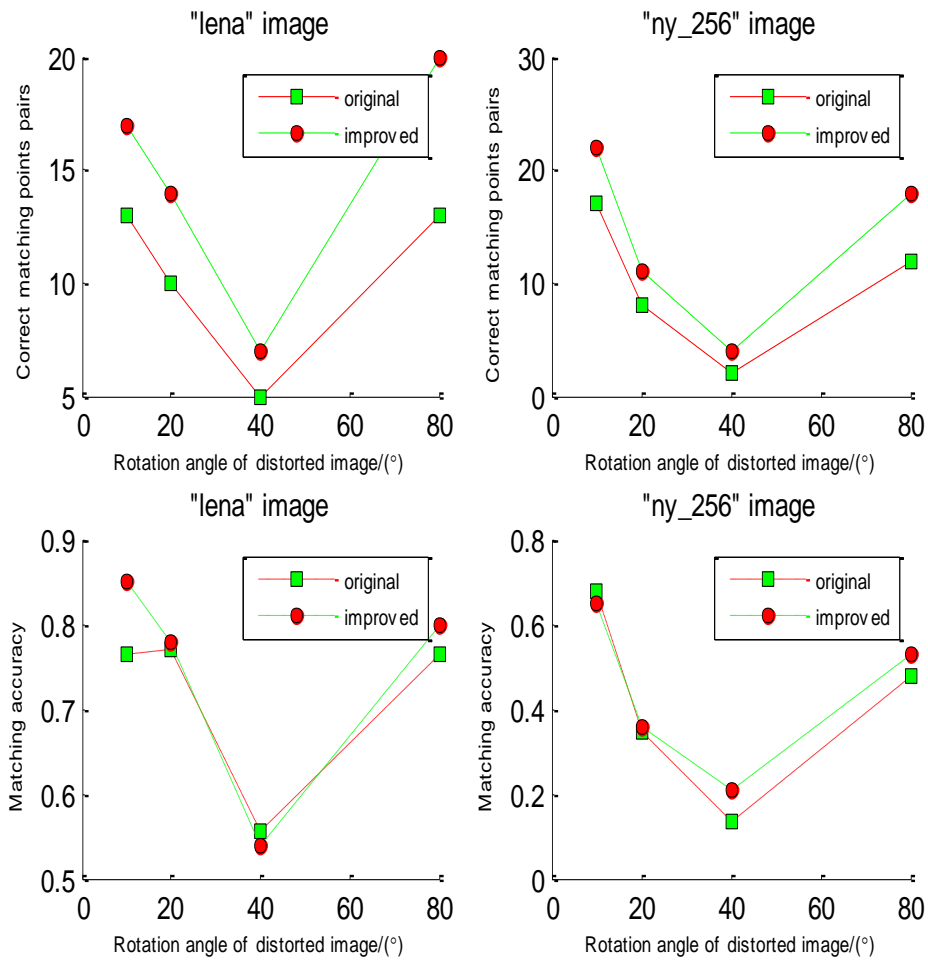 "lena" image
Correct matching points pairs
20
15
10
5
original
improved
0 20 40 60 80
Rotation angle of distorted image/(°)
"ny_256" image
Correct matching points pairs
30
20
10
0
original
improved
0 20 40 60 80
Rotation angle of distorted image/(°)
"lena" image
Matching accuracy
0.9
0.8
0.7
0.6
0.5
original
improved
0 20 40 60 80
Rotation angle of distorted image/(°)
"ny_256" image
Matching accuracy
0.8
0.6
0.4
0.2
0
original
improved
0 20 40 60 80
Rotation angle of distorted image/(°)